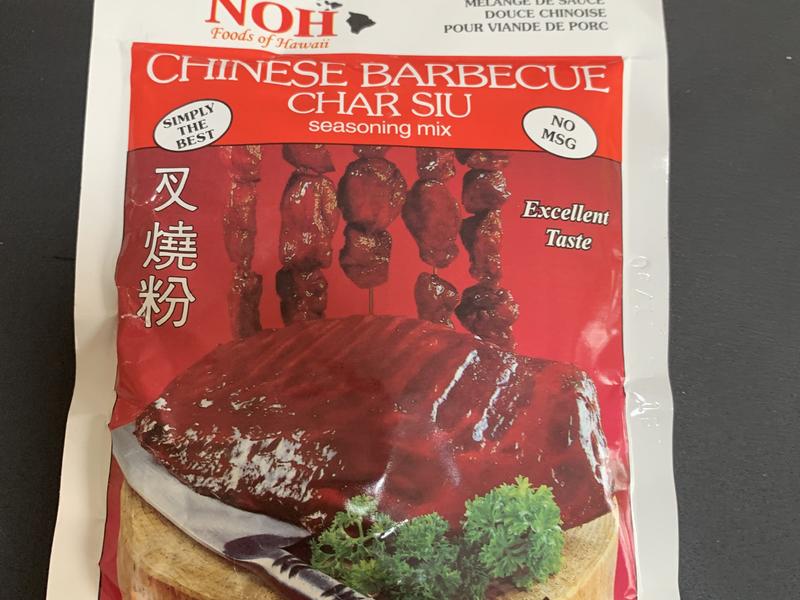 NOH
Foods of Hawaii
MÉLANGE DE SAUCE
DOUCE CHINOISE
POUR VIANDE DE PORC
CHINESE BARBECUE
CHAR SIU
seasoning mix
SIMPLY
THE
BEST
NO
MSG
叉燒粉
Excellent
Taste